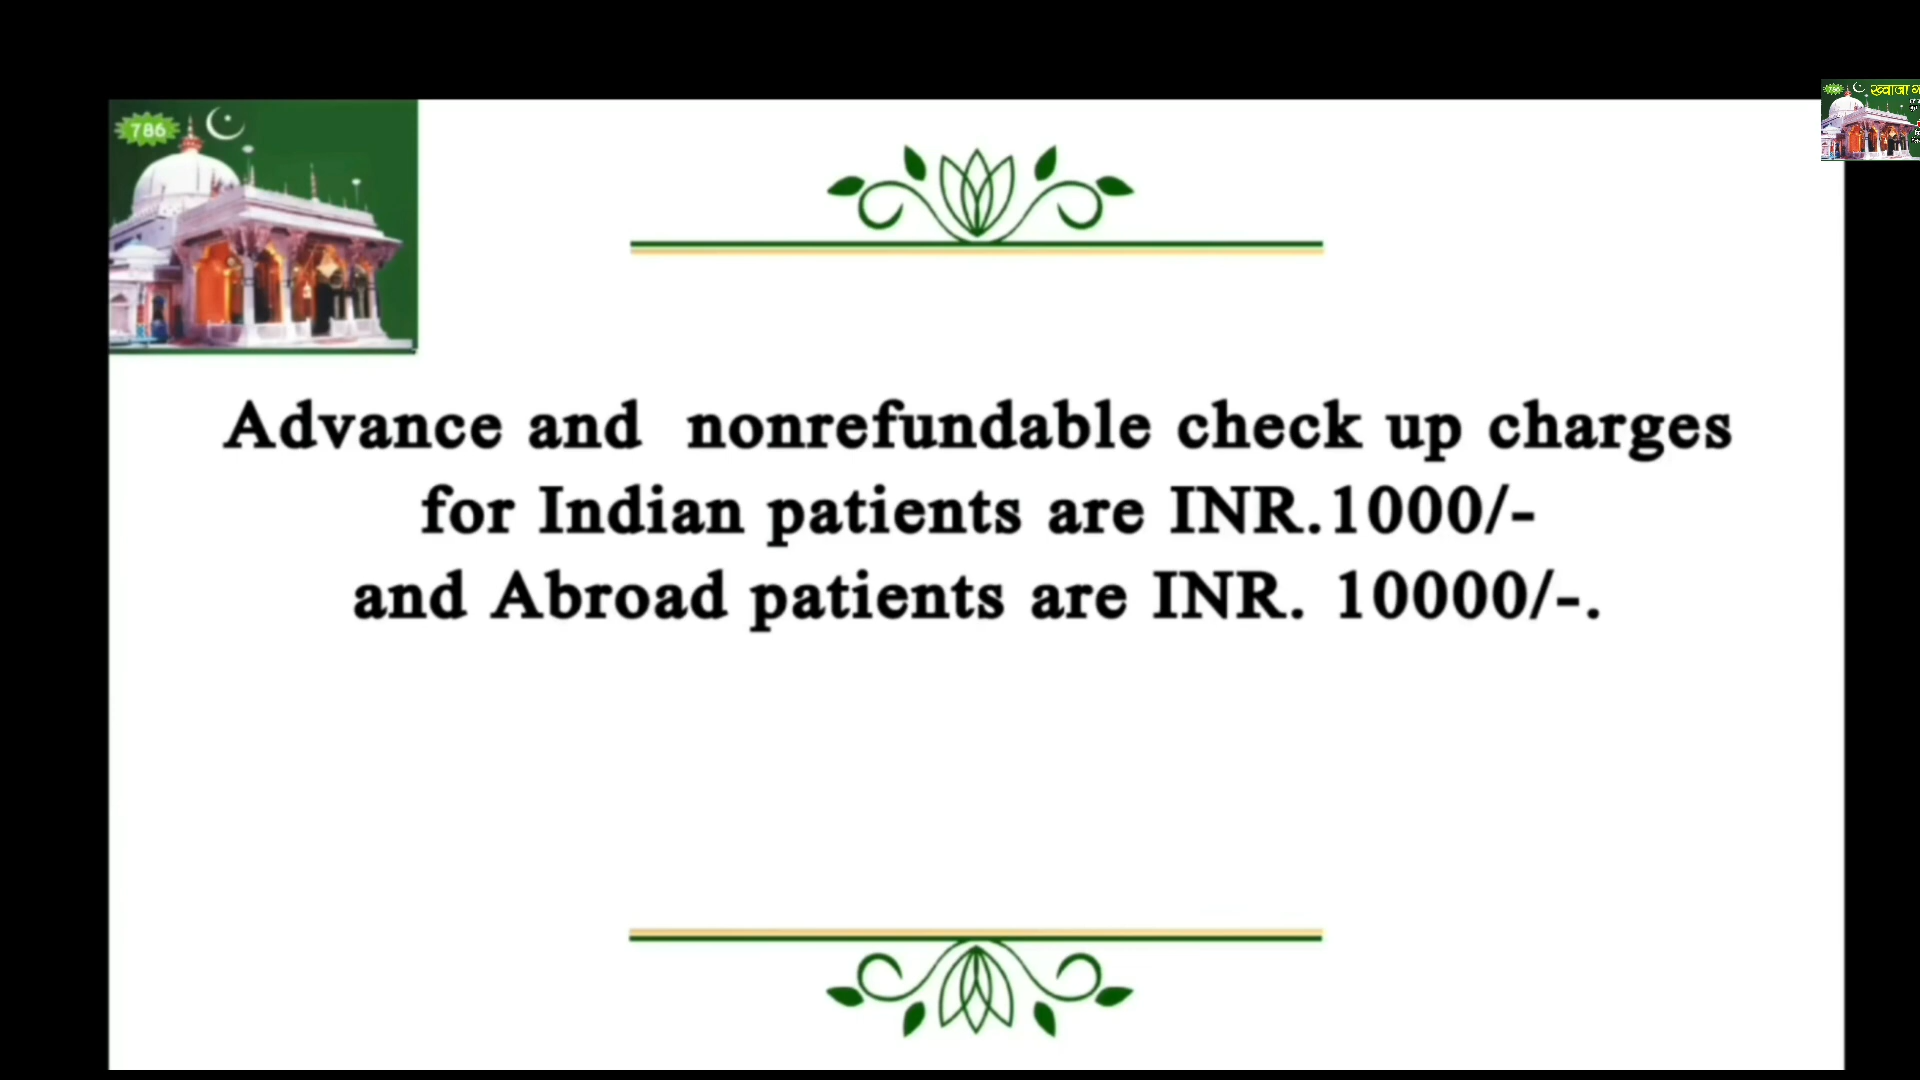 786
Advance and nonrefundable check up charges
for Indian patients are INR.1000/-
and Abroad patients are INR. 10000/-.
786
ख्वाजा